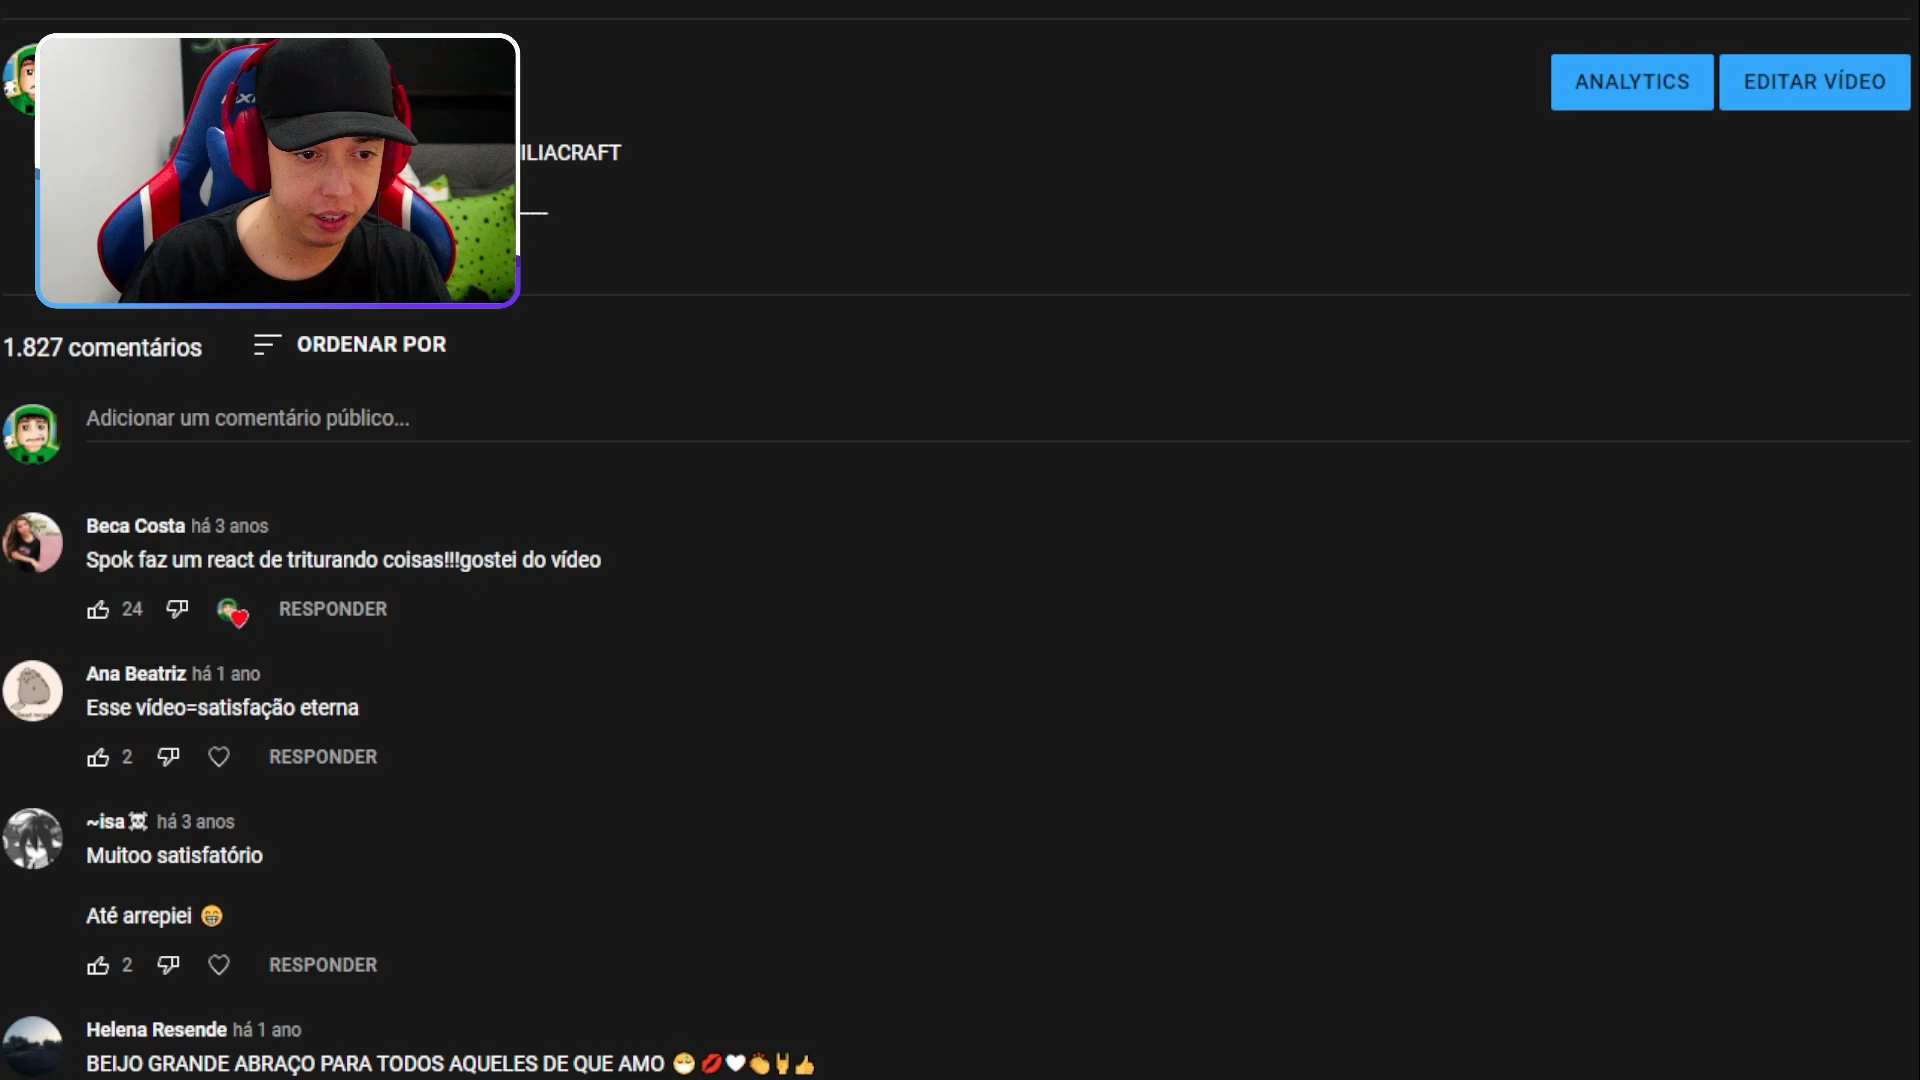 ANALYTICS
EDITAR VÍDEO
ILIACRAFT
1.827 comentários
ORDENAR POR
Adicionar um comentário público...
Beca Costa há 3 anos
Spok faz um react de triturando coisas!!!gostei do vídeo
24
RESPONDER
Ana Beatriz há 1 ano
Esse vídeo=satisfação eterna
2
RESPONDER
~isa☠ há 3 anos
Muitoo satisfatório
Até arrepiei 😁
2
RESPONDER
Helena Resende há 1 ano
BEIJO GRANDE ABRAÇO PARA TODOS AQUELES DE QUE AMO 😷💋🤍👏🤘👍